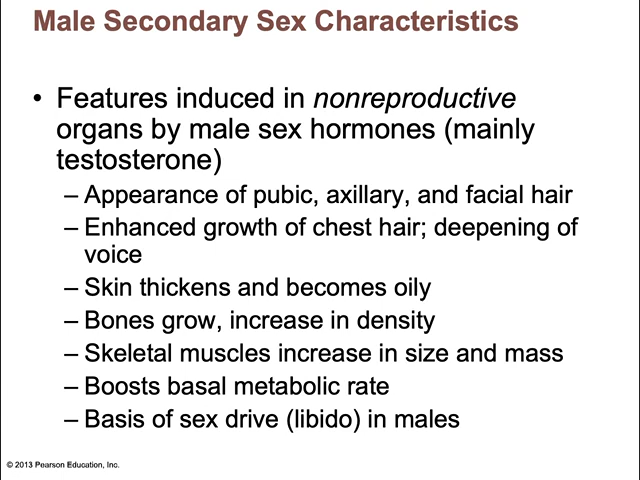 Male Secondary Sex Characteristics
• Features induced in nonreproductive
organs by male sex hormones (mainly
testosterone)
– Appearance of pubic, axillary, and facial hair
– Enhanced growth of chest hair; deepening of
voice
– Skin thickens and becomes oily
– Bones grow, increase in density
– Skeletal muscles increase in size and mass
– Boosts basal metabolic rate
– Basis of sex drive (libido) in males
© 2013 Pearson Education, Inc.